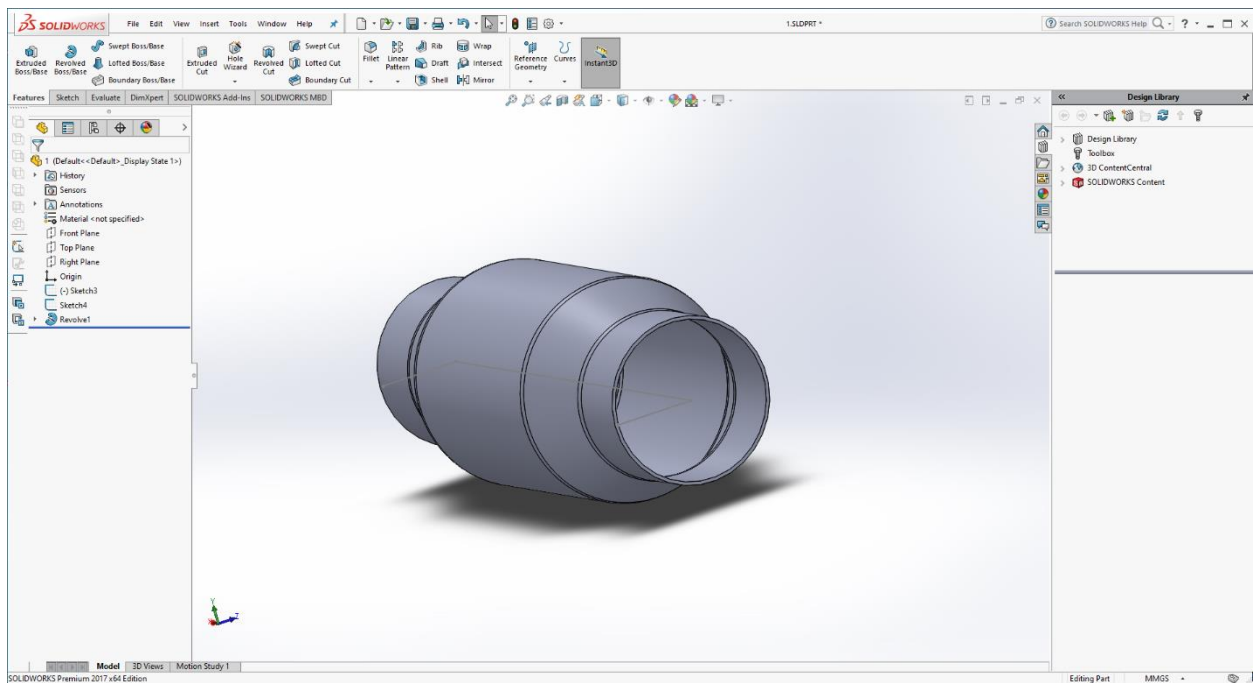 SOLIDWORKS File Edit View Insert Tools Window Help 1.SLDPRT * Search SOLIDWORKS Help ?
Extruded Boss/Base
Revolved Boss/Base
Swept Boss/Base
Lofted Boss/Base
Boundary Boss/Base
Extruded Cut
Hole Wizard
Revolved Cut
Swept Cut
Lofted Cut
Boundary Cut
Fillet
Linear Pattern
Rib
Draft
Shell
Wrap
Intersect
Mirror
Reference Geometry
Curves
Instant3D
Features Sketch Evaluate DimXpert SOLIDWORKS Add-Ins SOLIDWORKS MBD
Design Library
1 (Default<<Default>_Display State 1>)
History
Sensors
Annotations
Material <not specified>
Front Plane
Top Plane
Right Plane
Origin
(-) Sketch3
Sketch4
Revolve1
Design Library
Toolbox
3D ContentCentral
SOLIDWORKS Content
Y
Z
Model 3D Views Motion Study 1
SOLIDWORKS Premium 2017 x64 Edition Editing Part MMGS